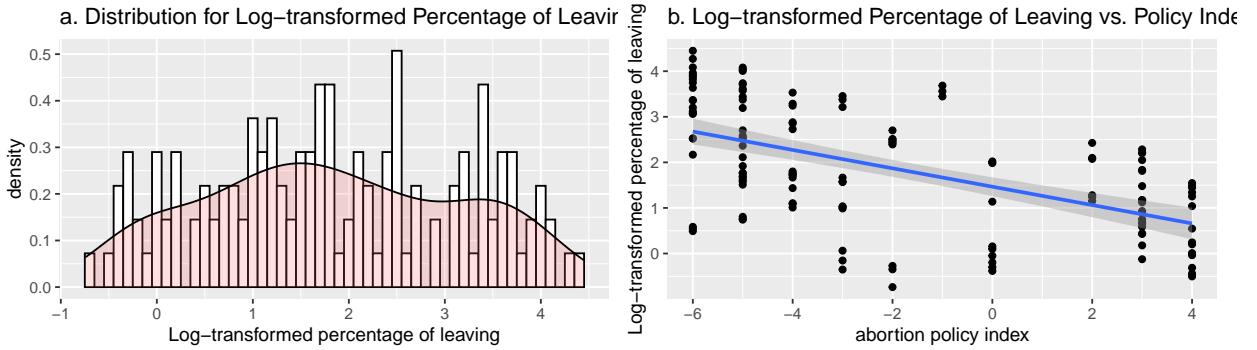 a. Distribution for Log−transformed Percentage of Leavin
0.5
0.4
0.3
0.2
0.1
0.0
density
−1 0 1 2 3 4
Log−transformed percentage of leaving
b. Log−transformed Percentage of Leaving vs. Policy Inde
4
3
2
1
0
Log−transformed percentage of leaving
−6 −4 −2 0 2 4
abortion policy index